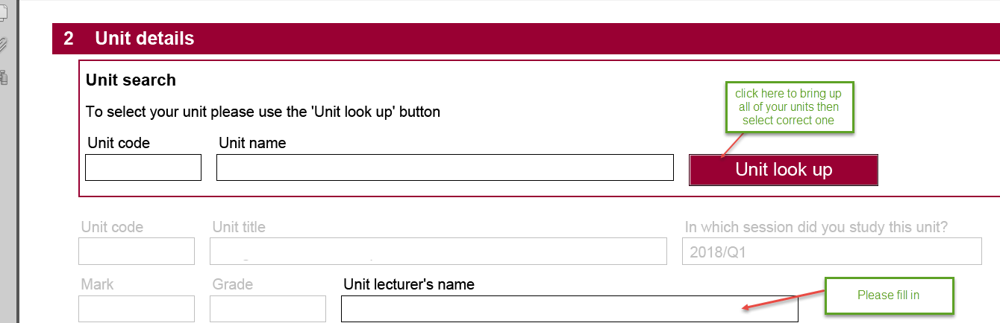 2 Unit details
Unit search
To select your unit please use the 'Unit look up' button
click here to bring up
all of your units then
select correct one
Unit code Unit name
Unit look up
Unit code Unit title In which session did you study this unit?
2018/Q1
Mark Grade Unit lecturer's name
Please fill in